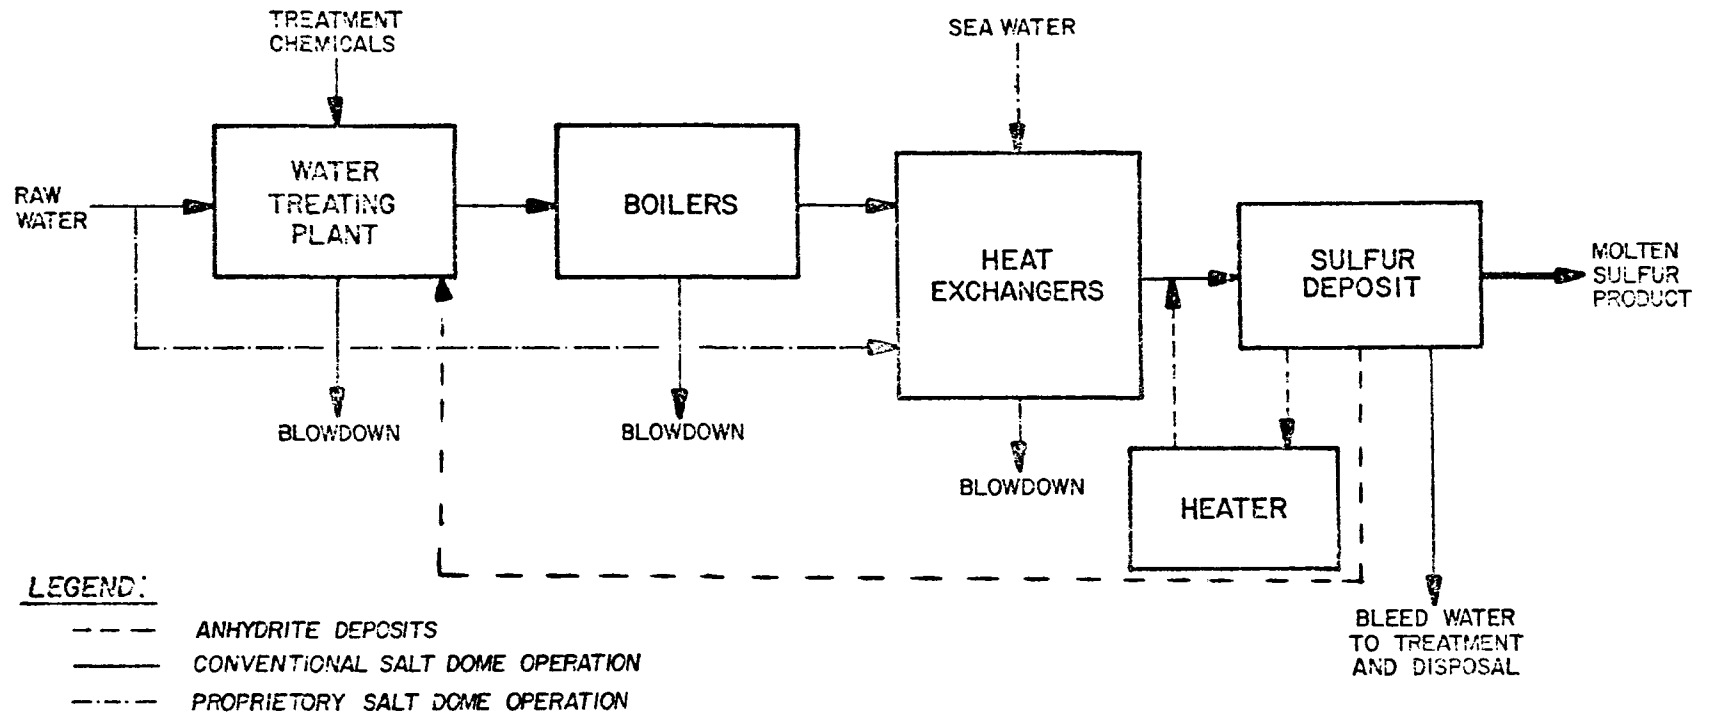 TREATMENT
CHEMICALS
SEA WATER
RAW
WATER
WATER
TREATING
PLANT
BOILERS
HEAT
EXCHANGERS
SULFUR
DEPOSIT
MOLTEN
SULFUR
PRODUCT
BLOWDOWN
BLOWDOWN
BLOWDOWN
HEATER
BLEED WATER
TO TREATMENT
AND DISPOSAL
LEGEND:
ANHYDRITE DEPOSITS
CONVENTIONAL SALT DOME OPERATION
PROPRIETORY SALT DOME OPERATION